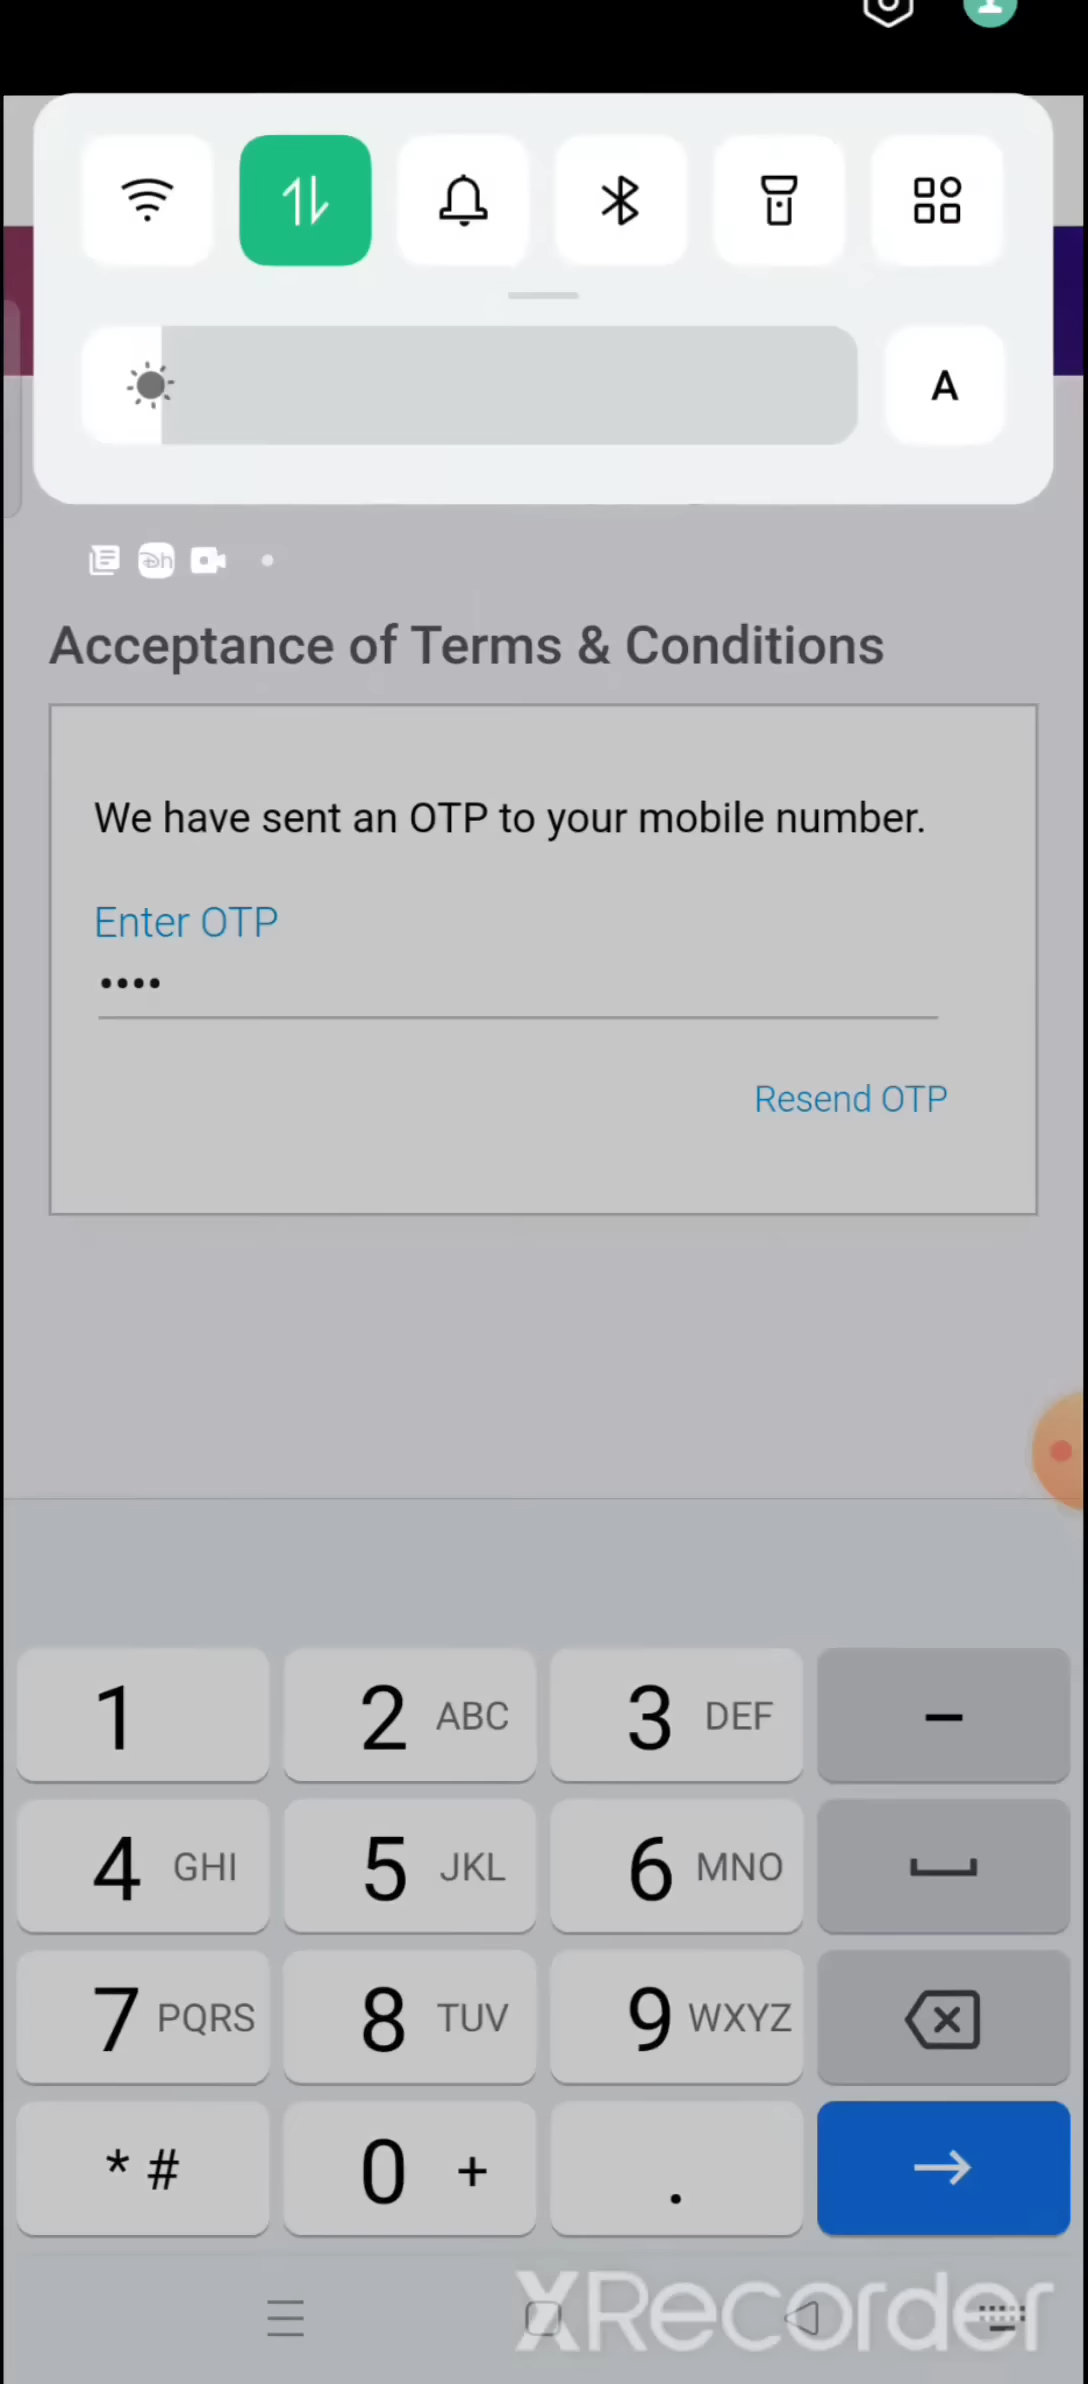 A
Dh
Acceptance of Terms & Conditions
We have sent an OTP to your mobile number.
Enter OTP
••••
Resend OTP
1
2 ABC
3 DEF
–
4 GHI
5 JKL
6 MNO
7 PQRS
8 TUV
9 WXYZ
* #
0 +
.
XRecorder